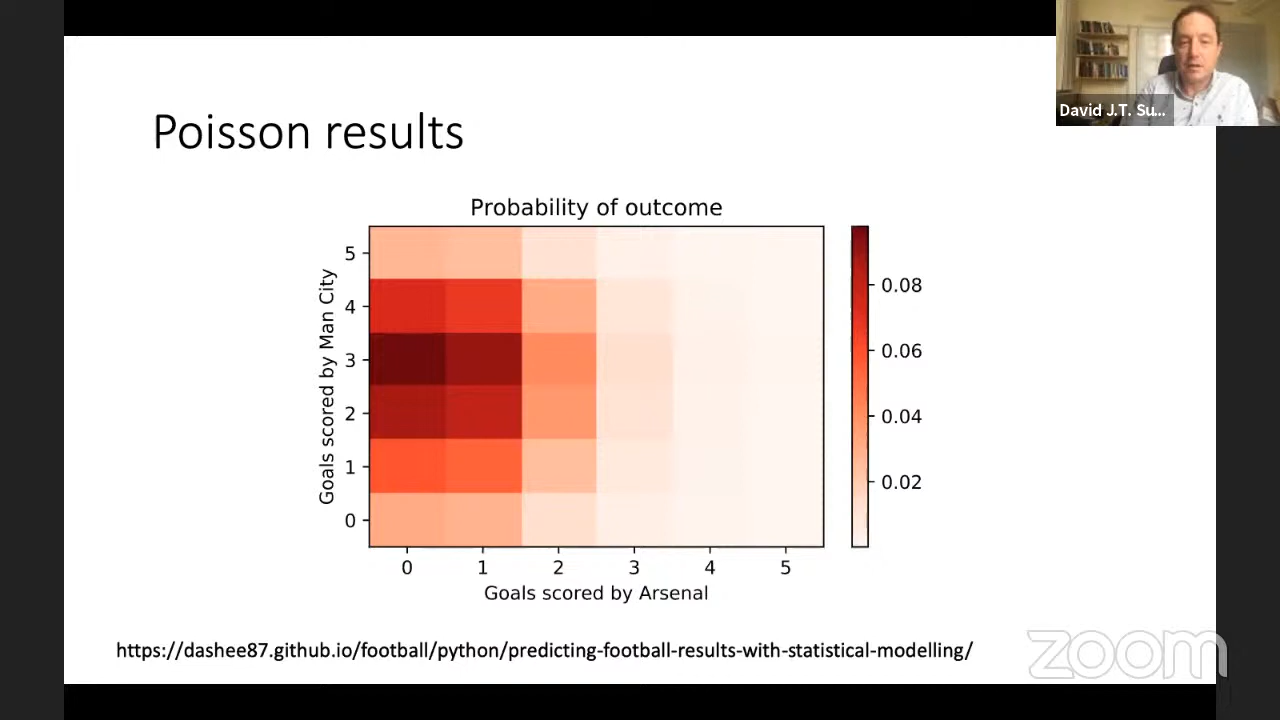 David J.T. Su...
Poisson results
Probability of outcome
Goals scored by Man City
5
4
3
2
1
0
0 1 2 3 4 5
Goals scored by Arsenal
0.08
0.06
0.04
0.02
https://dashee87.github.io/football/python/predicting-football-results-with-statistical-modelling/
zoom